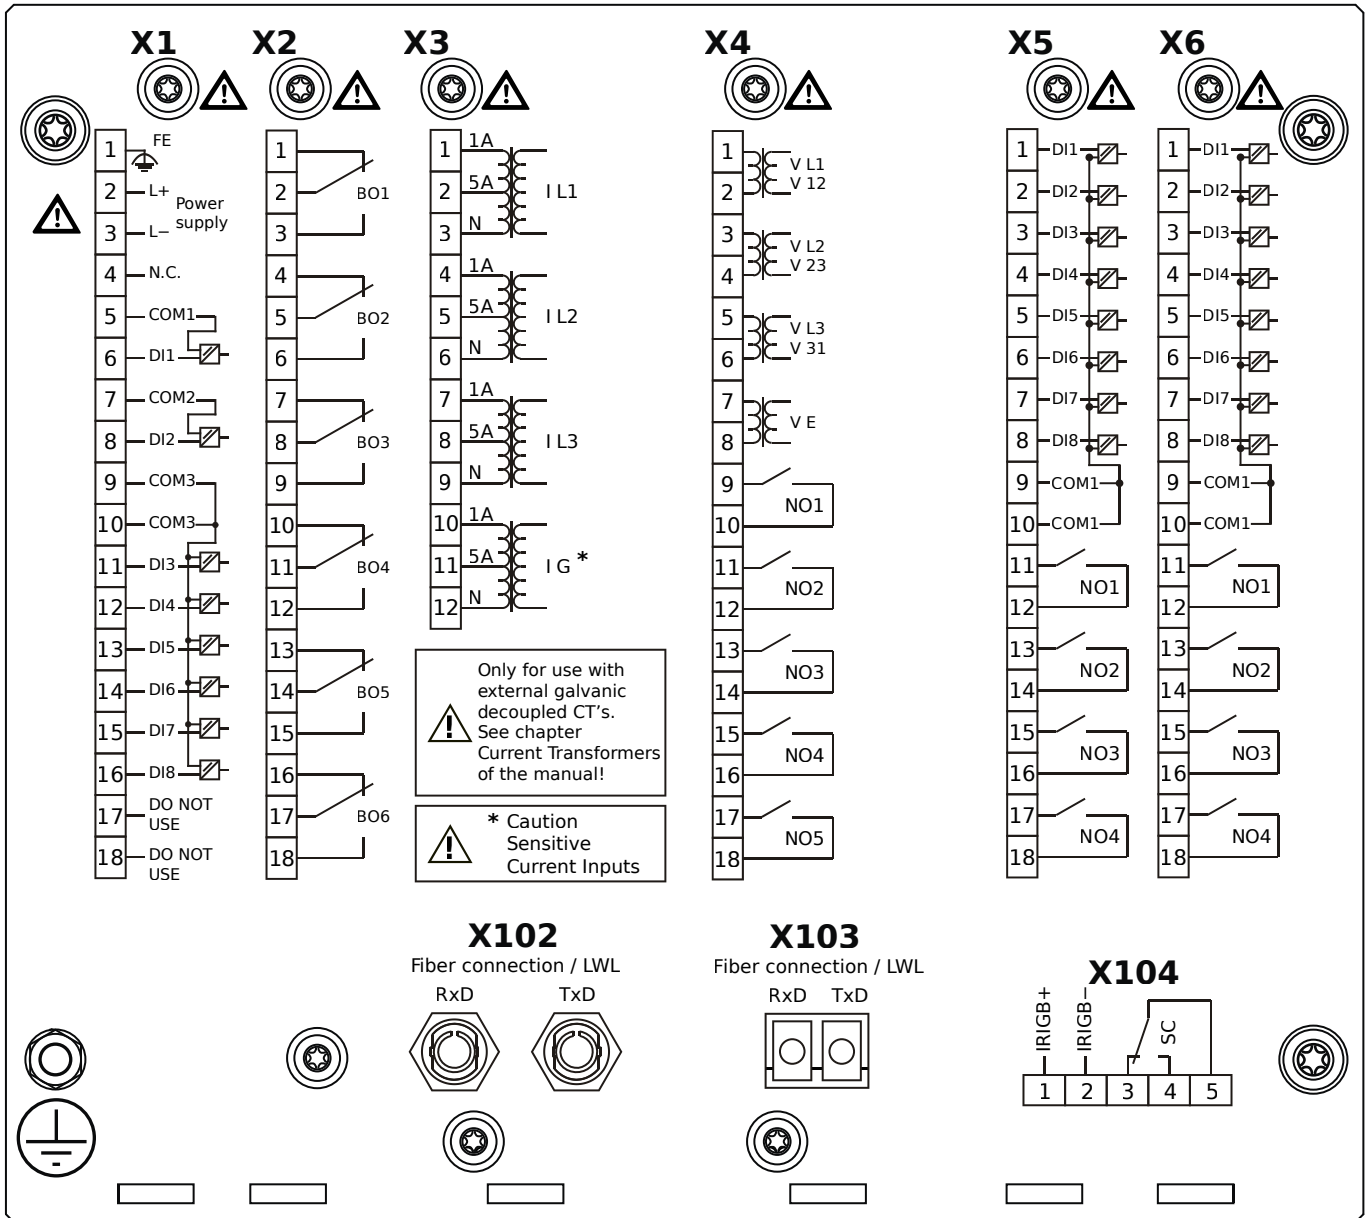 X1
X2
X3
X4
X5
X6
1 FE
2 L+ Power
supply
3 L−
4 N.C.
5 COM1
6 DI1
7 COM2
8 DI2
9 COM3
10 COM3
11 DI3
12 DI4
13 DI5
14 DI6
15 DI7
16 DI8
17 DO NOT
USE
18 DO NOT
USE
1
2 BO1
3
4
5 BO2
6
7
8 BO3
9
10
11 BO4
12
13
14 BO5
15
16
17 BO6
18
1 1A
2 5A I L1
3 N
4 1A
5 5A I L2
6 N
7 1A
8 5A I L3
9 N
10 1A
11 5A I G *
12 N
Only for use with
external galvanic
decoupled CT's.
See chapter
Current Transformers
of the manual!
* Caution
Sensitive
Current Inputs
1 V L1
2 V 12
3 V L2
4 V 23
5 V L3
6 V 31
7 V E
8
9 NO1
10
11 NO2
12
13 NO3
14
15 NO4
16
17 NO5
18
1 DI1
2 DI2
3 DI3
4 DI4
5 DI5
6 DI6
7 DI7
8 DI8
9 COM1
10 COM1
11 NO1
12
13 NO2
14
15 NO3
16
17 NO4
18
1 DI1
2 DI2
3 DI3
4 DI4
5 DI5
6 DI6
7 DI7
8 DI8
9 COM1
10 COM1
11 NO1
12
13 NO2
14
15 NO3
16
17 NO4
18
X102
Fiber connection / LWL
RxD TxD
X103
Fiber connection / LWL
RxD TxD
X104
IRIGB+
IRIGB−
SC
1 2 3 4 5